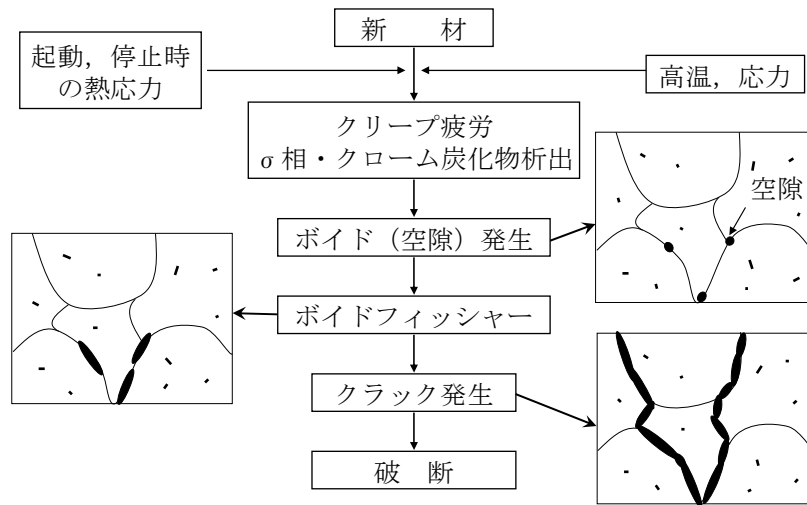 新　　材
起動，停止時
の熱応力
高温，応力
クリープ疲労
σ相・クローム炭化物析出
空隙
ボイド（空隙）発生
ボイドフィッシャー
クラック発生
破　断